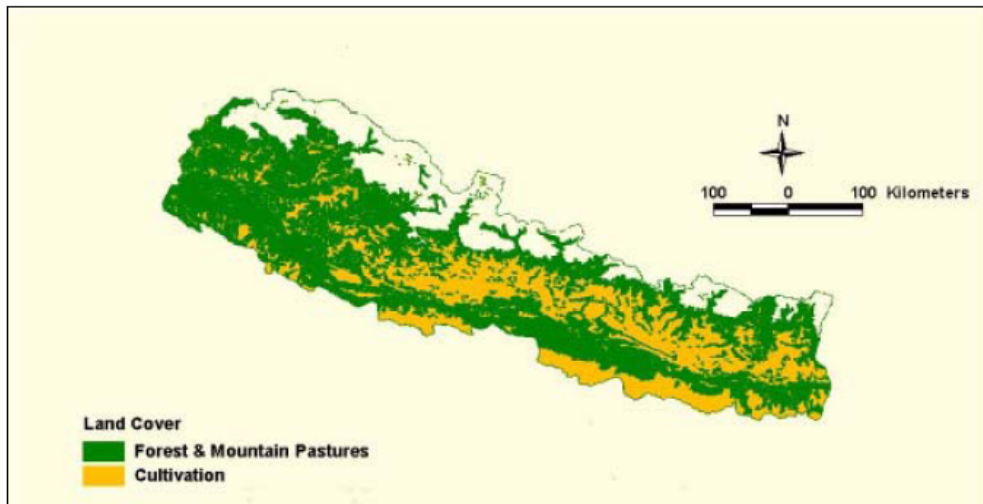 N
100 0 100 Kilometers
Land Cover
Forest & Mountain Pastures
Cultivation